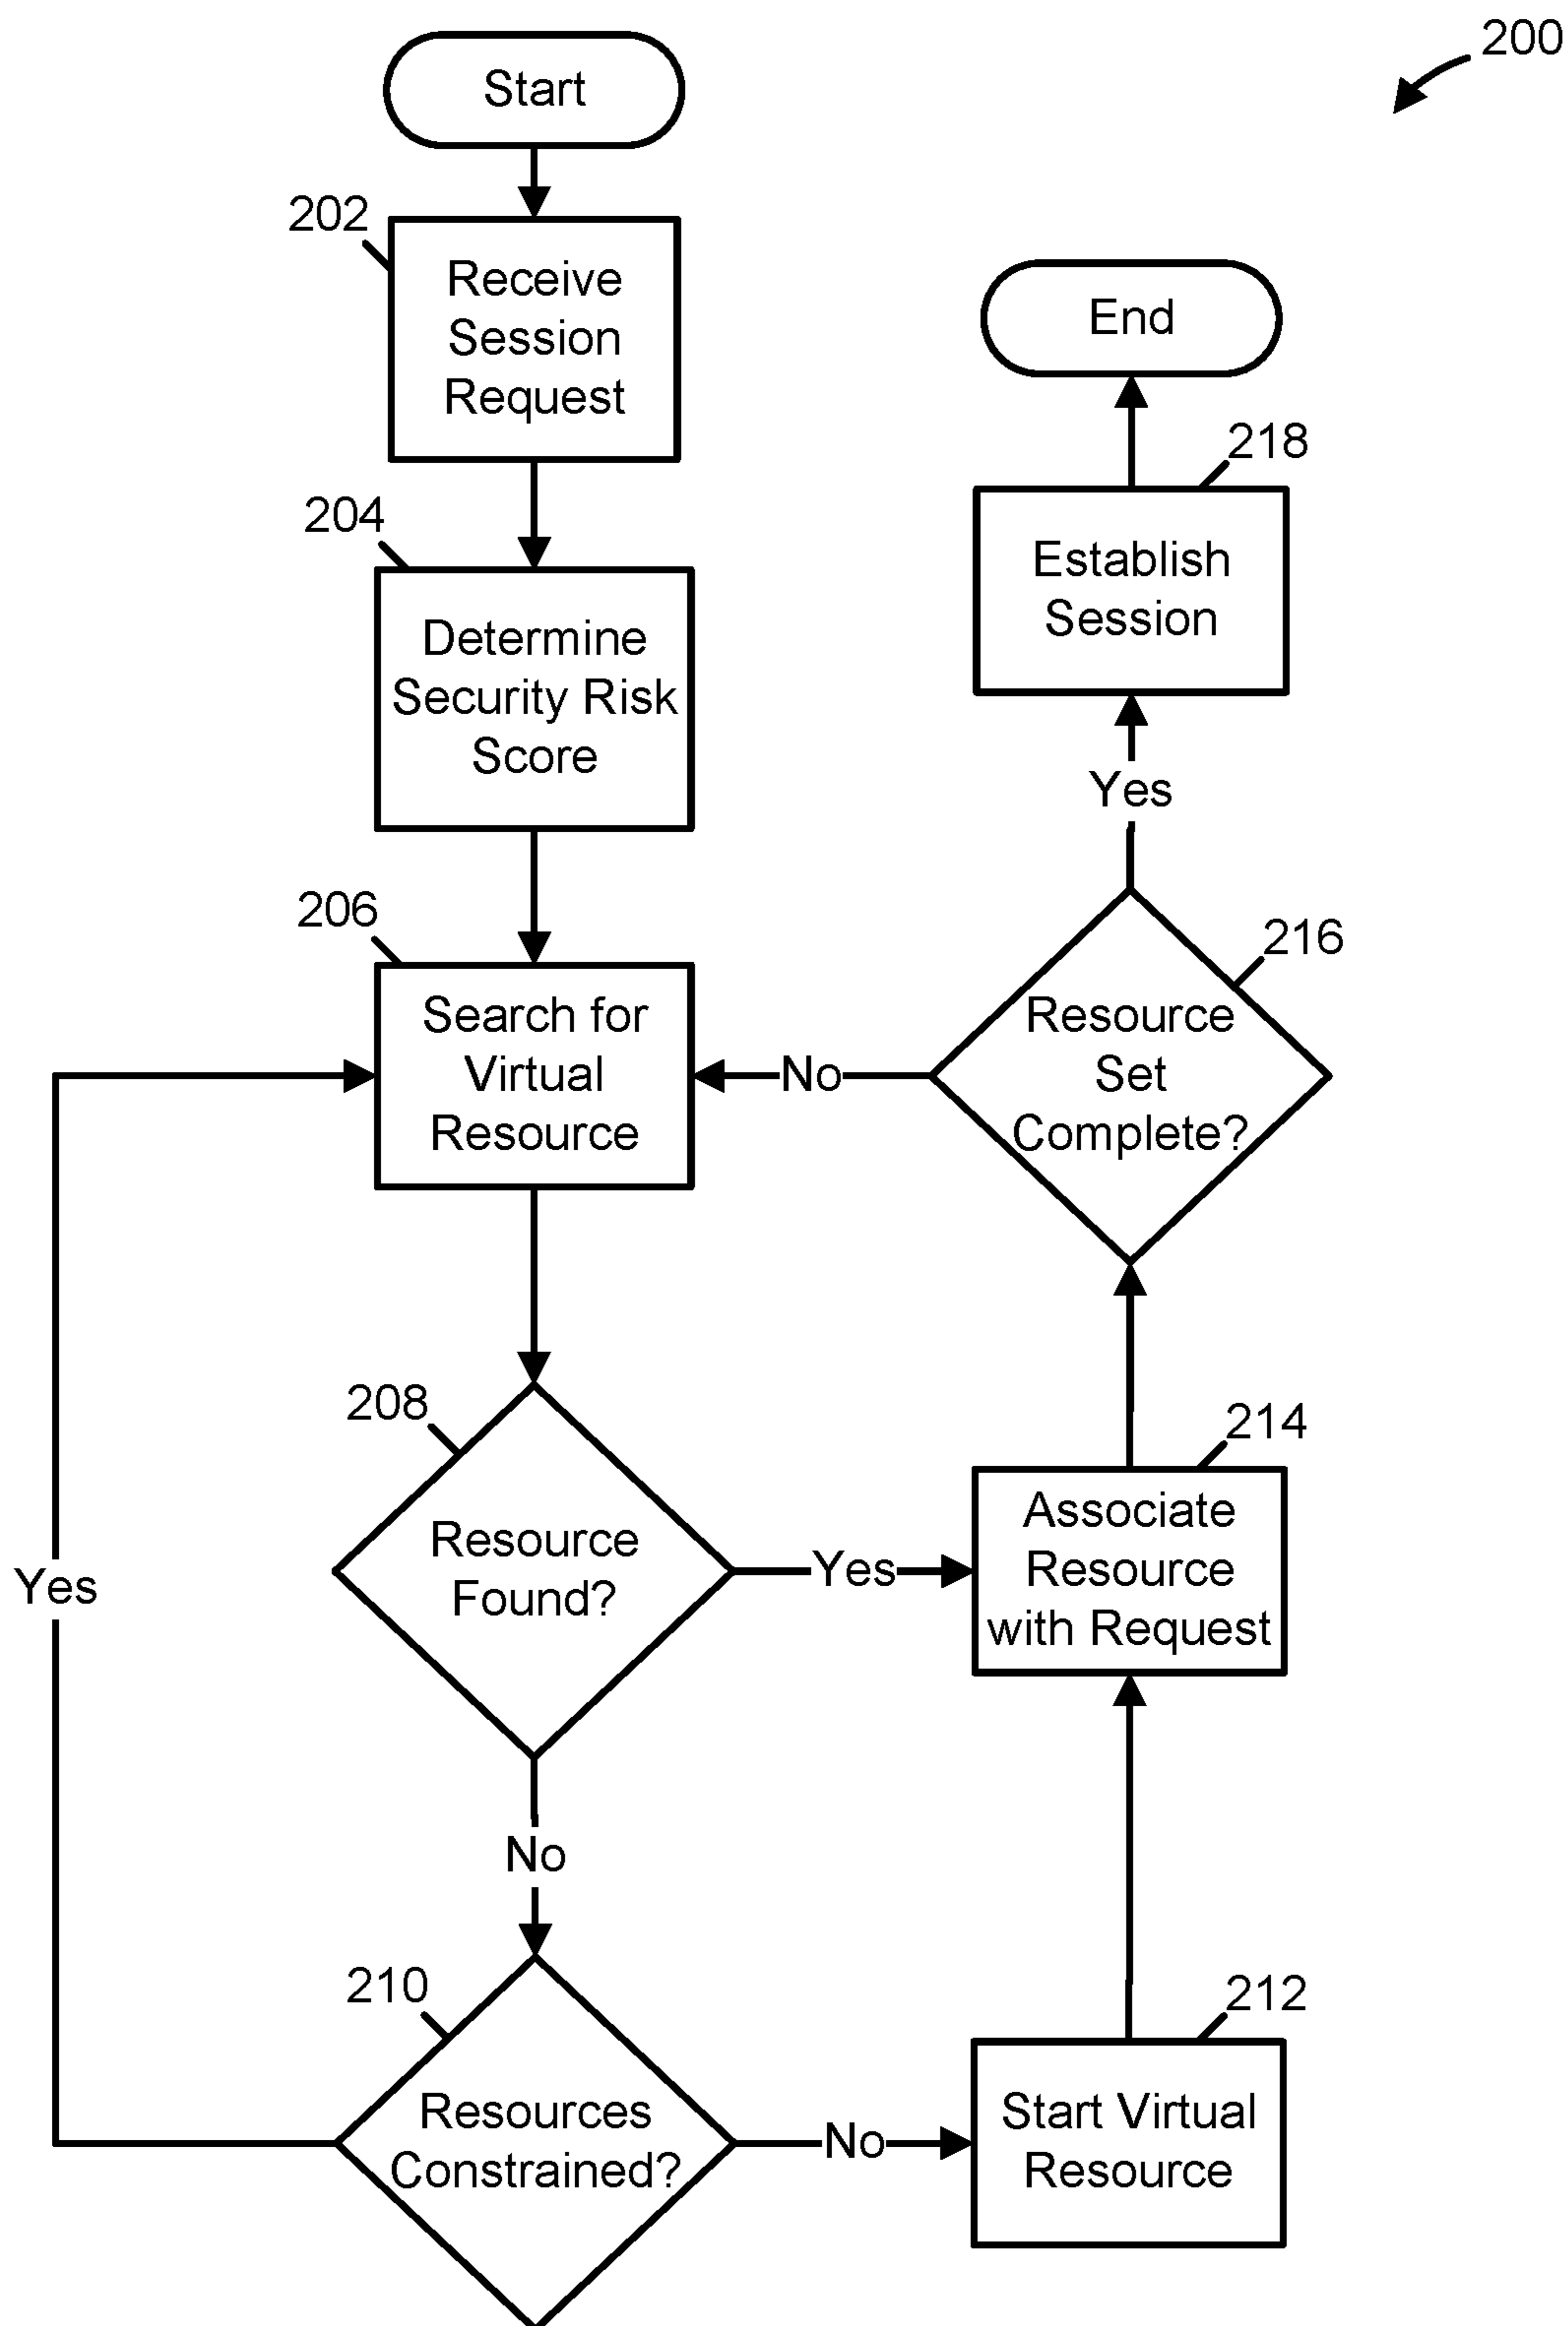 200
Start
202
Receive
Session
Request
204
Determine
Security Risk
Score
206
Search for
Virtual
Resource
208
Resource
Found?
Yes
No
210
Resources
Constrained?
Yes
No
212
Start Virtual
Resource
214
Associate
Resource
with Request
216
Resource
Set
Complete?
No
Yes
218
Establish
Session
End